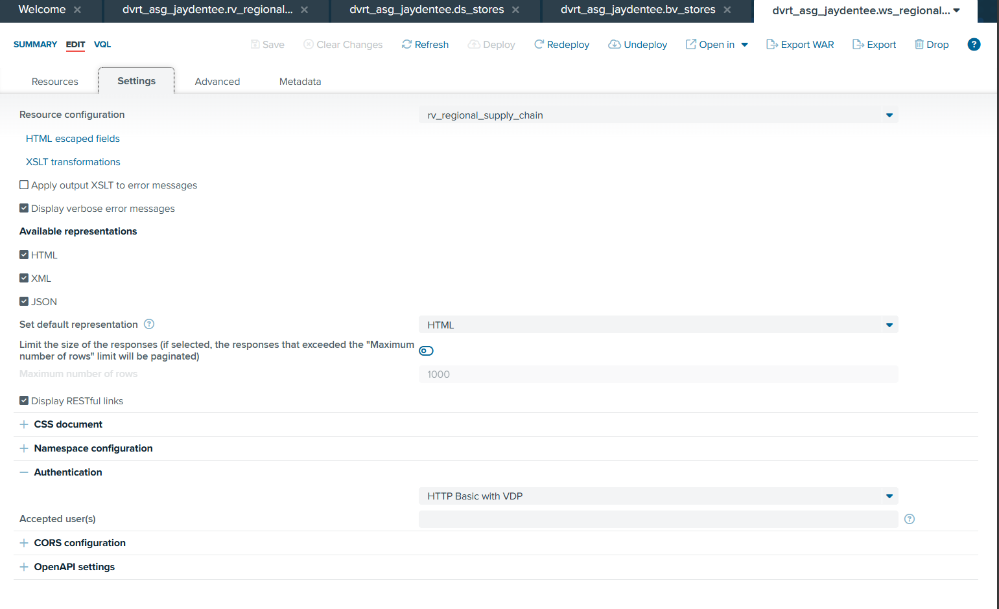 Welcome
dvrt_asg_jaydentee.rv_regional...
dvrt_asg_jaydentee.ds_stores
dvrt_asg_jaydentee.bv_stores
dvrt_asg_jaydentee.ws_regional...
SUMMARY EDIT VQL
Save Clear Changes Refresh Deploy Redeploy Undeploy Open in Export WAR Export Drop ?
Resources Settings Advanced Metadata
Resource configuration rv_regional_supply_chain
HTML escaped fields
XSLT transformations
Apply output XSLT to error messages
Display verbose error messages
Available representations
HTML
XML
JSON
Set default representation ? HTML
Limit the size of the responses (if selected, the responses that exceeded the "Maximum
number of rows" limit will be paginated)
Maximum number of rows 1000
Display RESTful links
CSS document
Namespace configuration
Authentication
HTTP Basic with VDP
Accepted user(s) ?
CORS configuration
OpenAPI settings